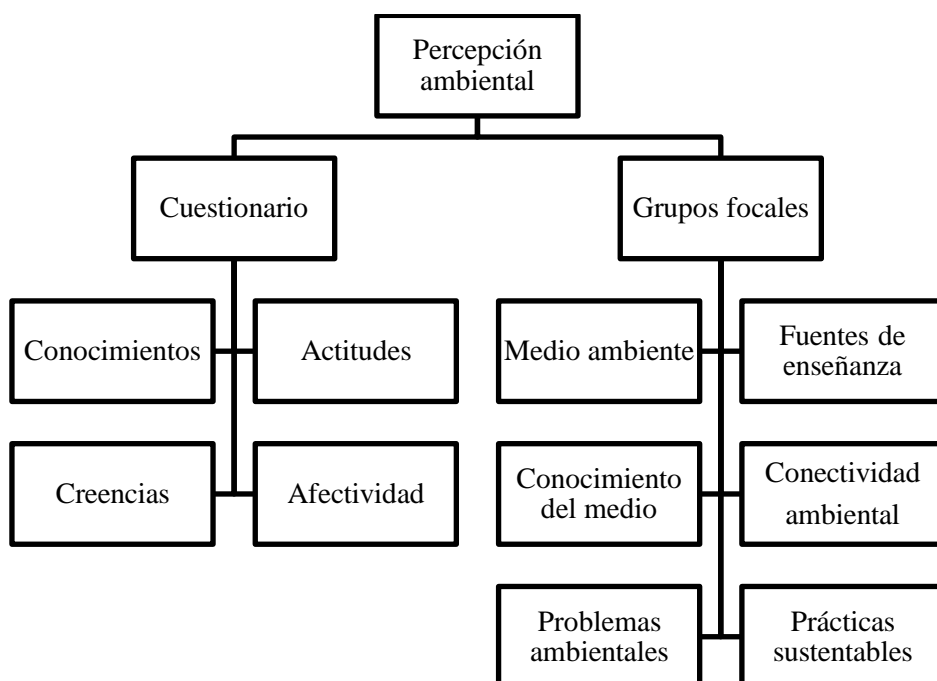 Percepción
ambiental
Cuestionario
Grupos focales
Conocimientos
Actitudes
Medio ambiente
Fuentes de
enseñanza
Creencias
Afectividad
Conocimiento
del medio
Conectividad
ambiental
Problemas
ambientales
Prácticas
sustentables